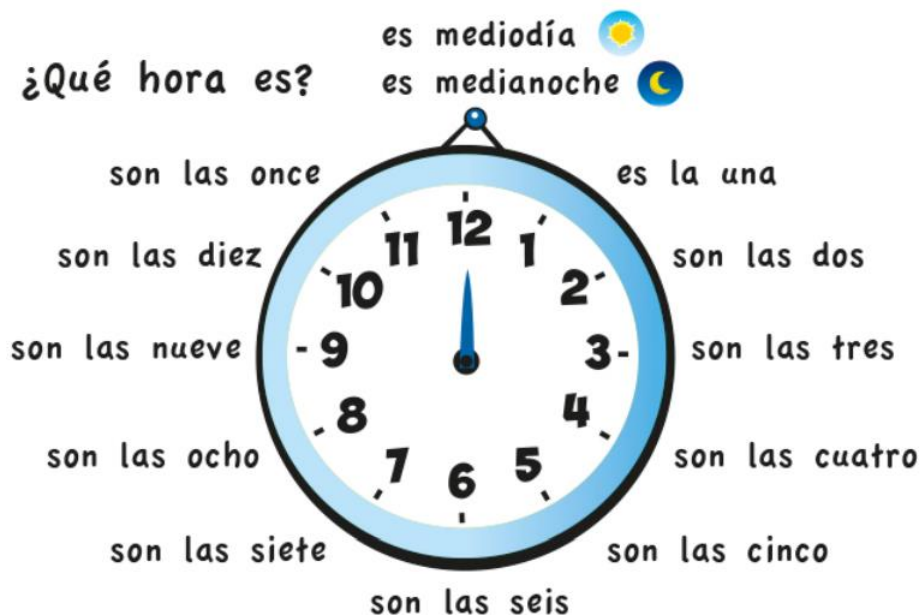 es mediodía
¿Qué hora es?
es medianoche
son las once
es la una
son las diez
son las dos
son las nueve
son las tres
son las ocho
son las cuatro
son las siete
son las cinco
son las seis
12
1
2
3
4
5
6
7
8
9
10
11